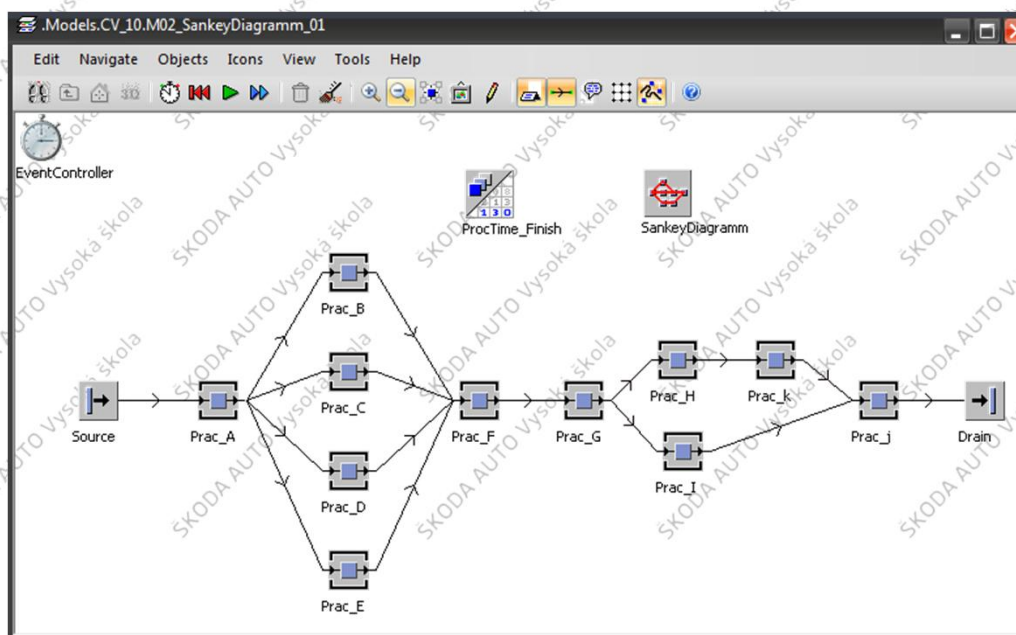 .Models.CV_10.M02_SankeyDiagramm_01
Edit Navigate Objects Icons View Tools Help
EventController
ProcTime_Finish
SankeyDiagramm
Prac_B
Prac_C
Prac_H
Prac_k
Source
Prac_A
Prac_F
Prac_G
Prac_j
Drain
Prac_I
Prac_D
Prac_E
ŠKODA AUTO Vysoká škola